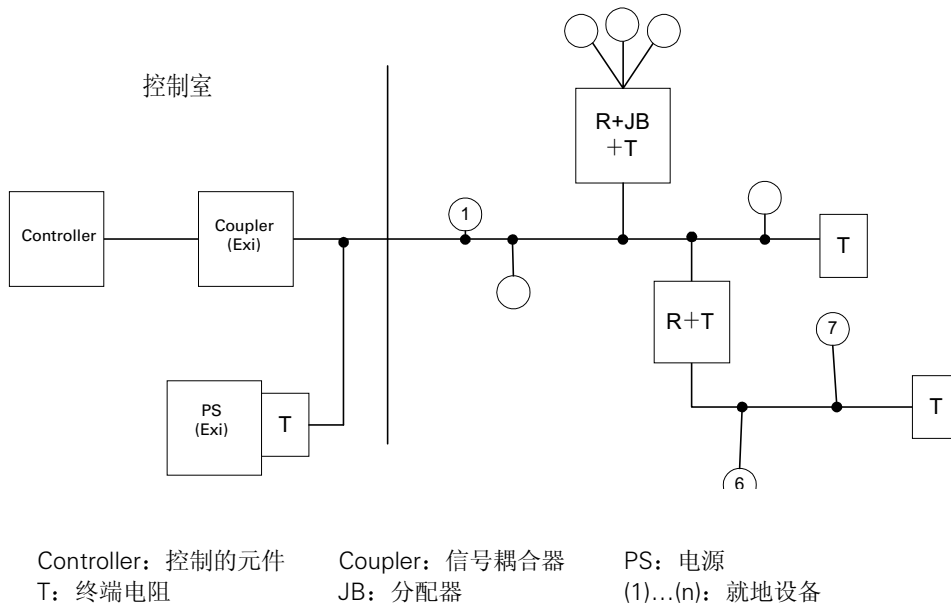 控制室
R+JB
+T
1
Controller
Coupler
(Exi)
T
R+T
7
PS
(Exi)
T
T
6
Controller：控制的元件 Coupler：信号耦合器 PS：电源
T：终端电阻 JB：分配器 (1)...(n)：就地设备